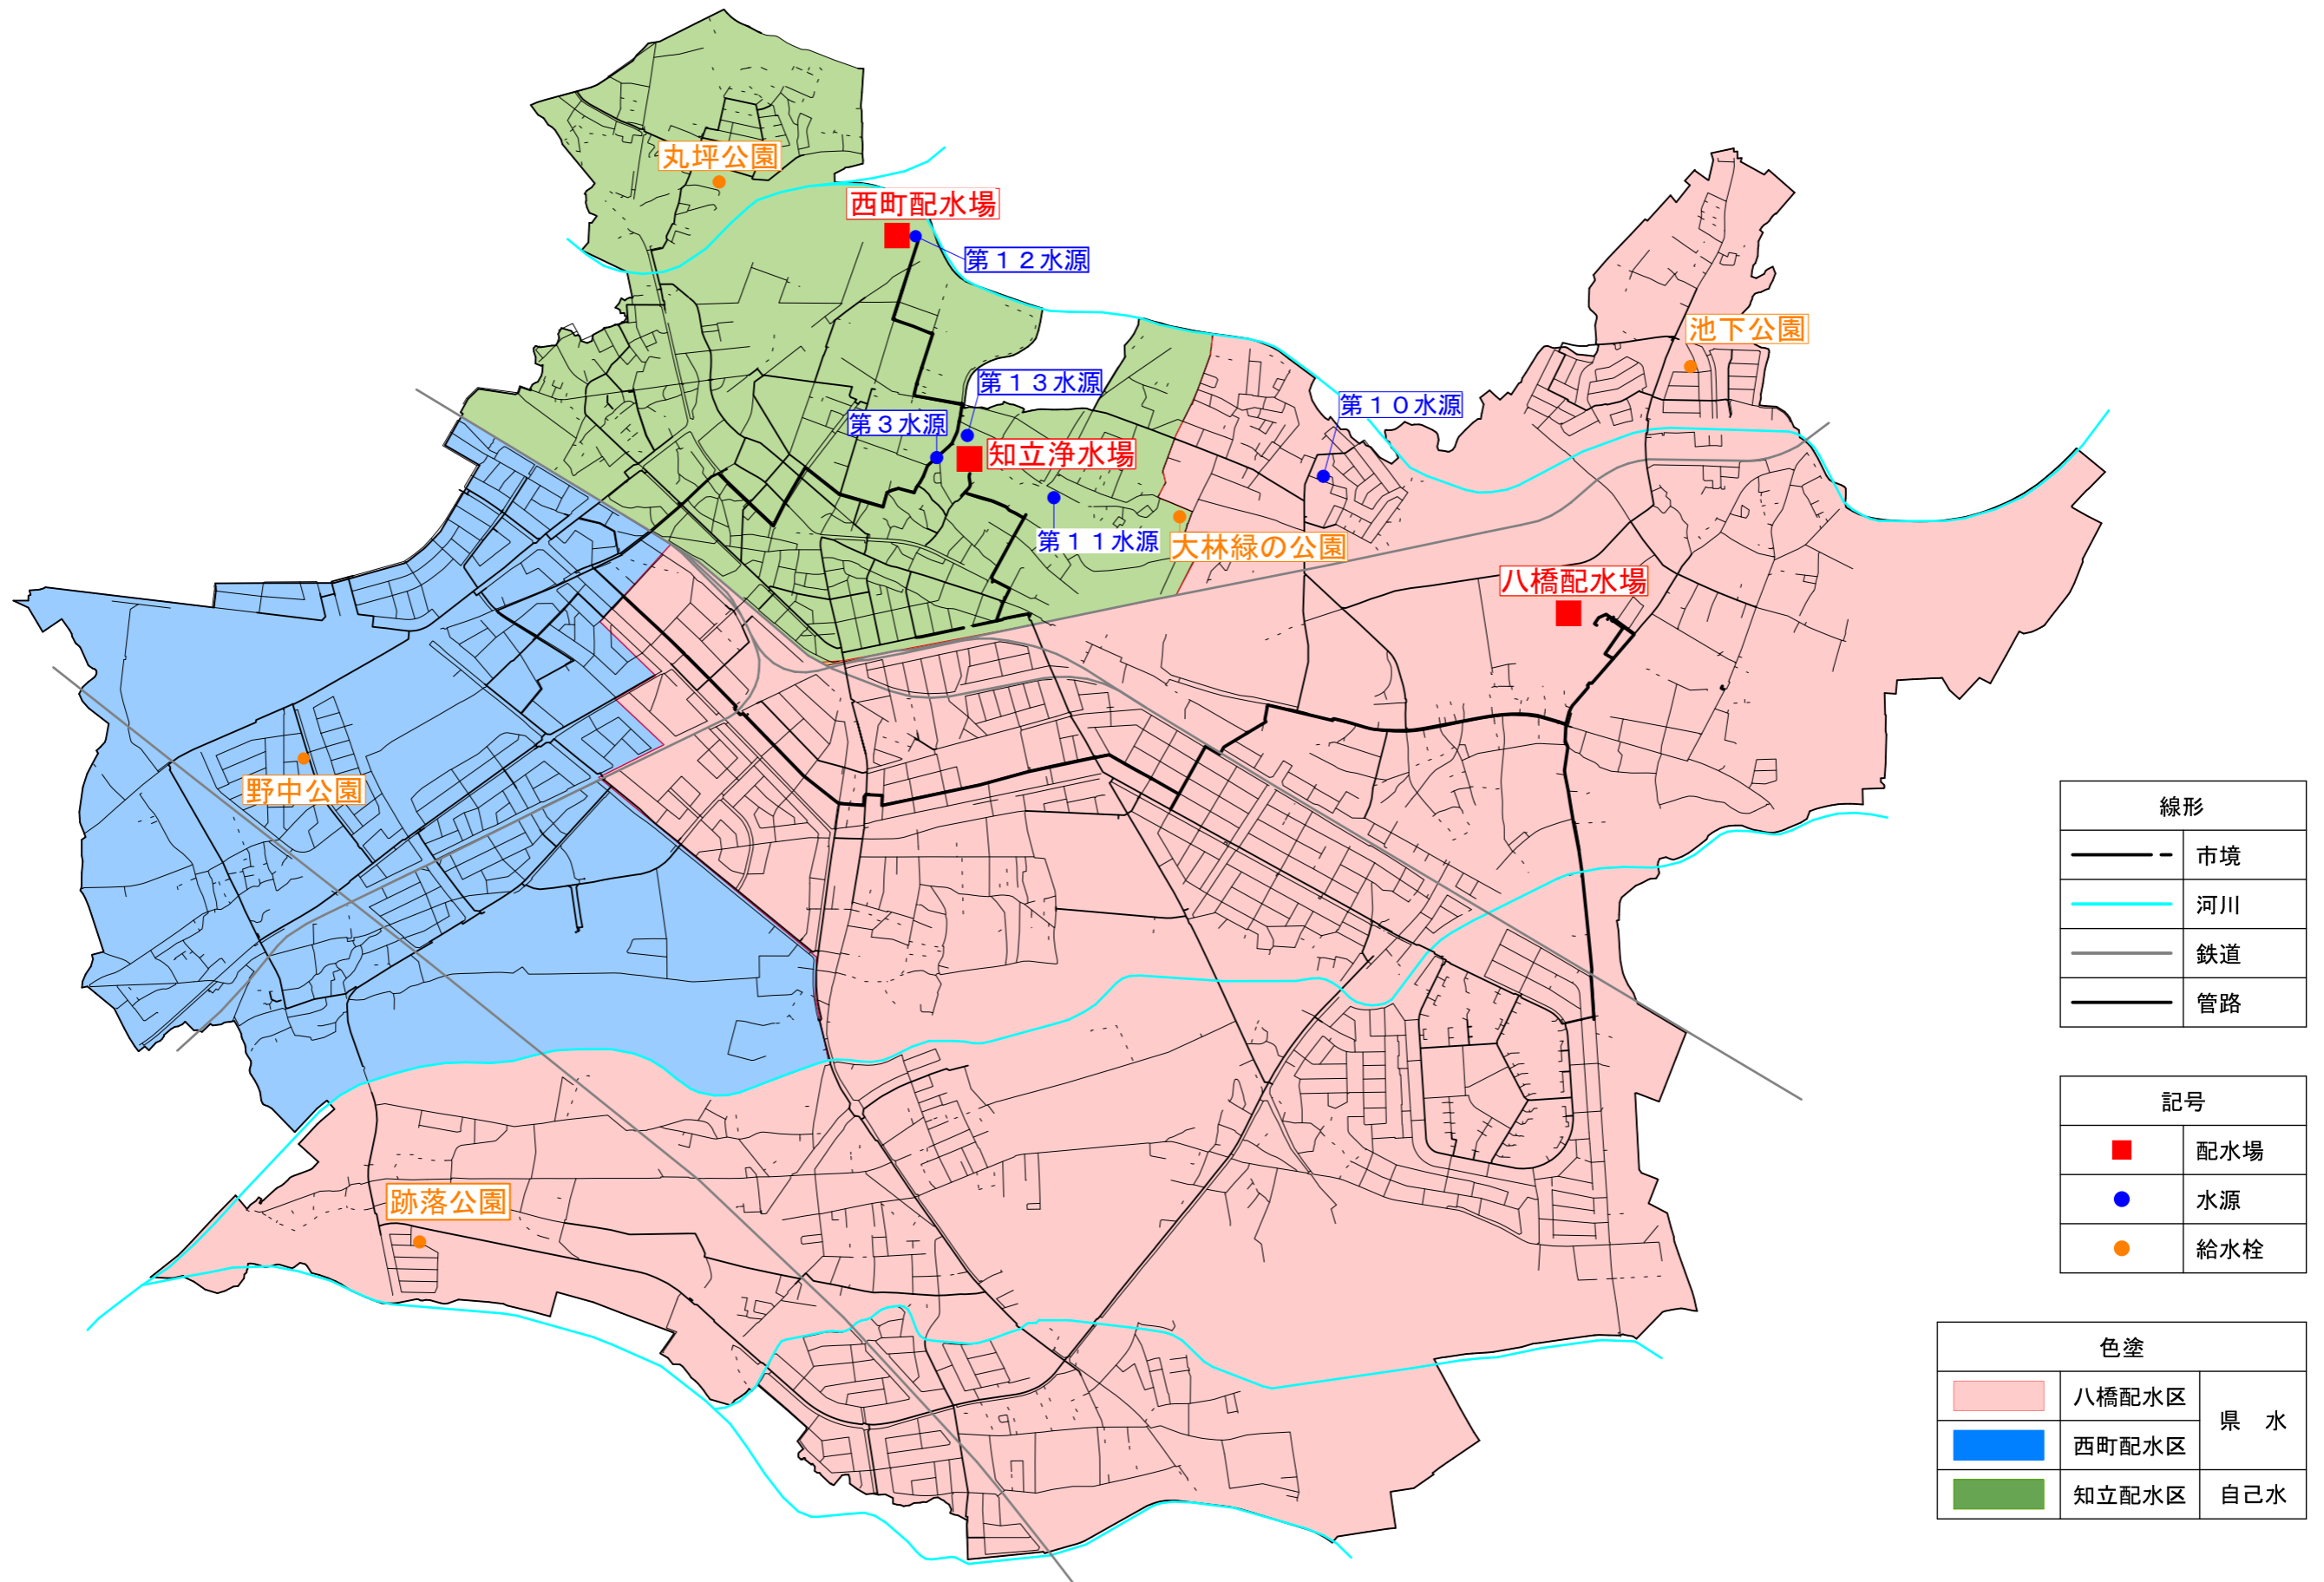 丸坪公園
西町配水場
第１２水源
池下公園
第１３水源
第１０水源
第３水源
知立浄水場
第１１水源
大林緑の公園
八橋配水場
野中公園
跡落公園
線形
市境
河川
鉄道
管路
記号
配水場
水源
給水栓
色塗
八橋配水区
県　水
西町配水区
知立配水区
自己水